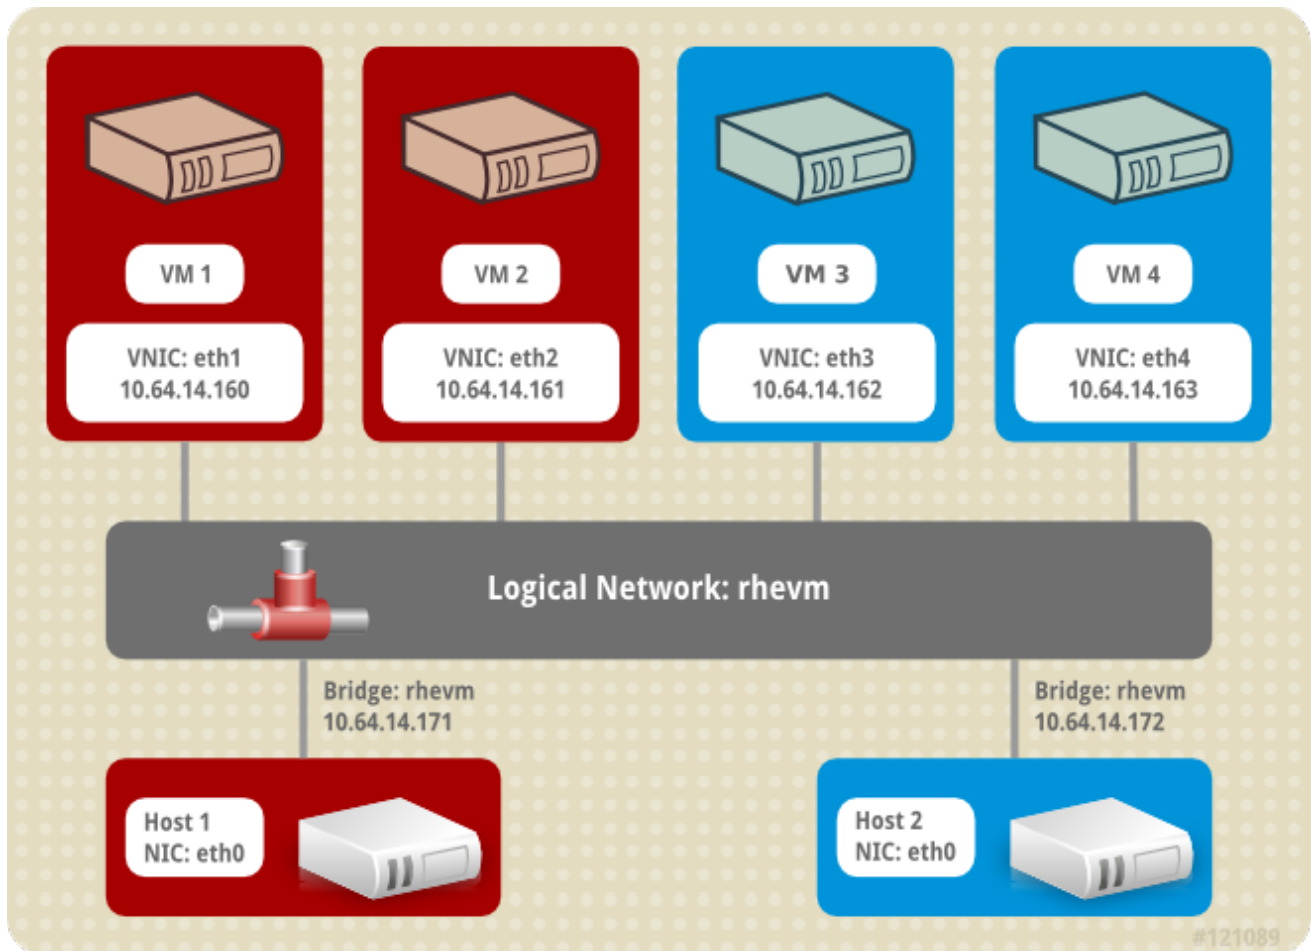 VM 1
VM 2
VM 3
VM 4
VNIC: eth1
10.64.14.160
VNIC: eth2
10.64.14.161
VNIC: eth3
10.64.14.162
VNIC: eth4
10.64.14.163
Logical Network: rhevm
Bridge: rhevm
10.64.14.171
Bridge: rhevm
10.64.14.172
Host 1
NIC: eth0
Host 2
NIC: eth0
#121089